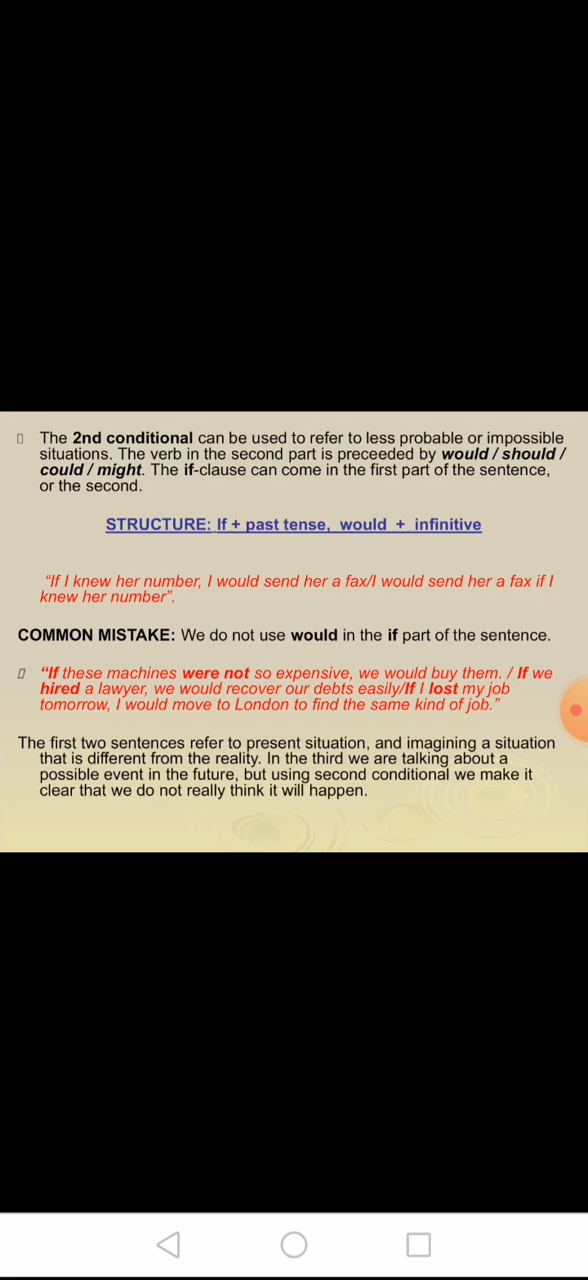 The 2nd conditional can be used to refer to less probable or impossible
situations. The verb in the second part is preceeded by would / should /
could / might. The if-clause can come in the first part of the sentence,
or the second.
STRUCTURE: If + past tense, would + infinitive
“If I knew her number, I would send her a fax/I would send her a fax if I
knew her number”.
COMMON MISTAKE: We do not use would in the if part of the sentence.
“If these machines were not so expensive, we would buy them. / If we
hired a lawyer, we would recover our debts easily/If I lost my job
tomorrow, I would move to London to find the same kind of job.”
The first two sentences refer to present situation, and imagining a situation
that is different from the reality. In the third we are talking about a
possible event in the future, but using second conditional we make it
clear that we do not really think it will happen.